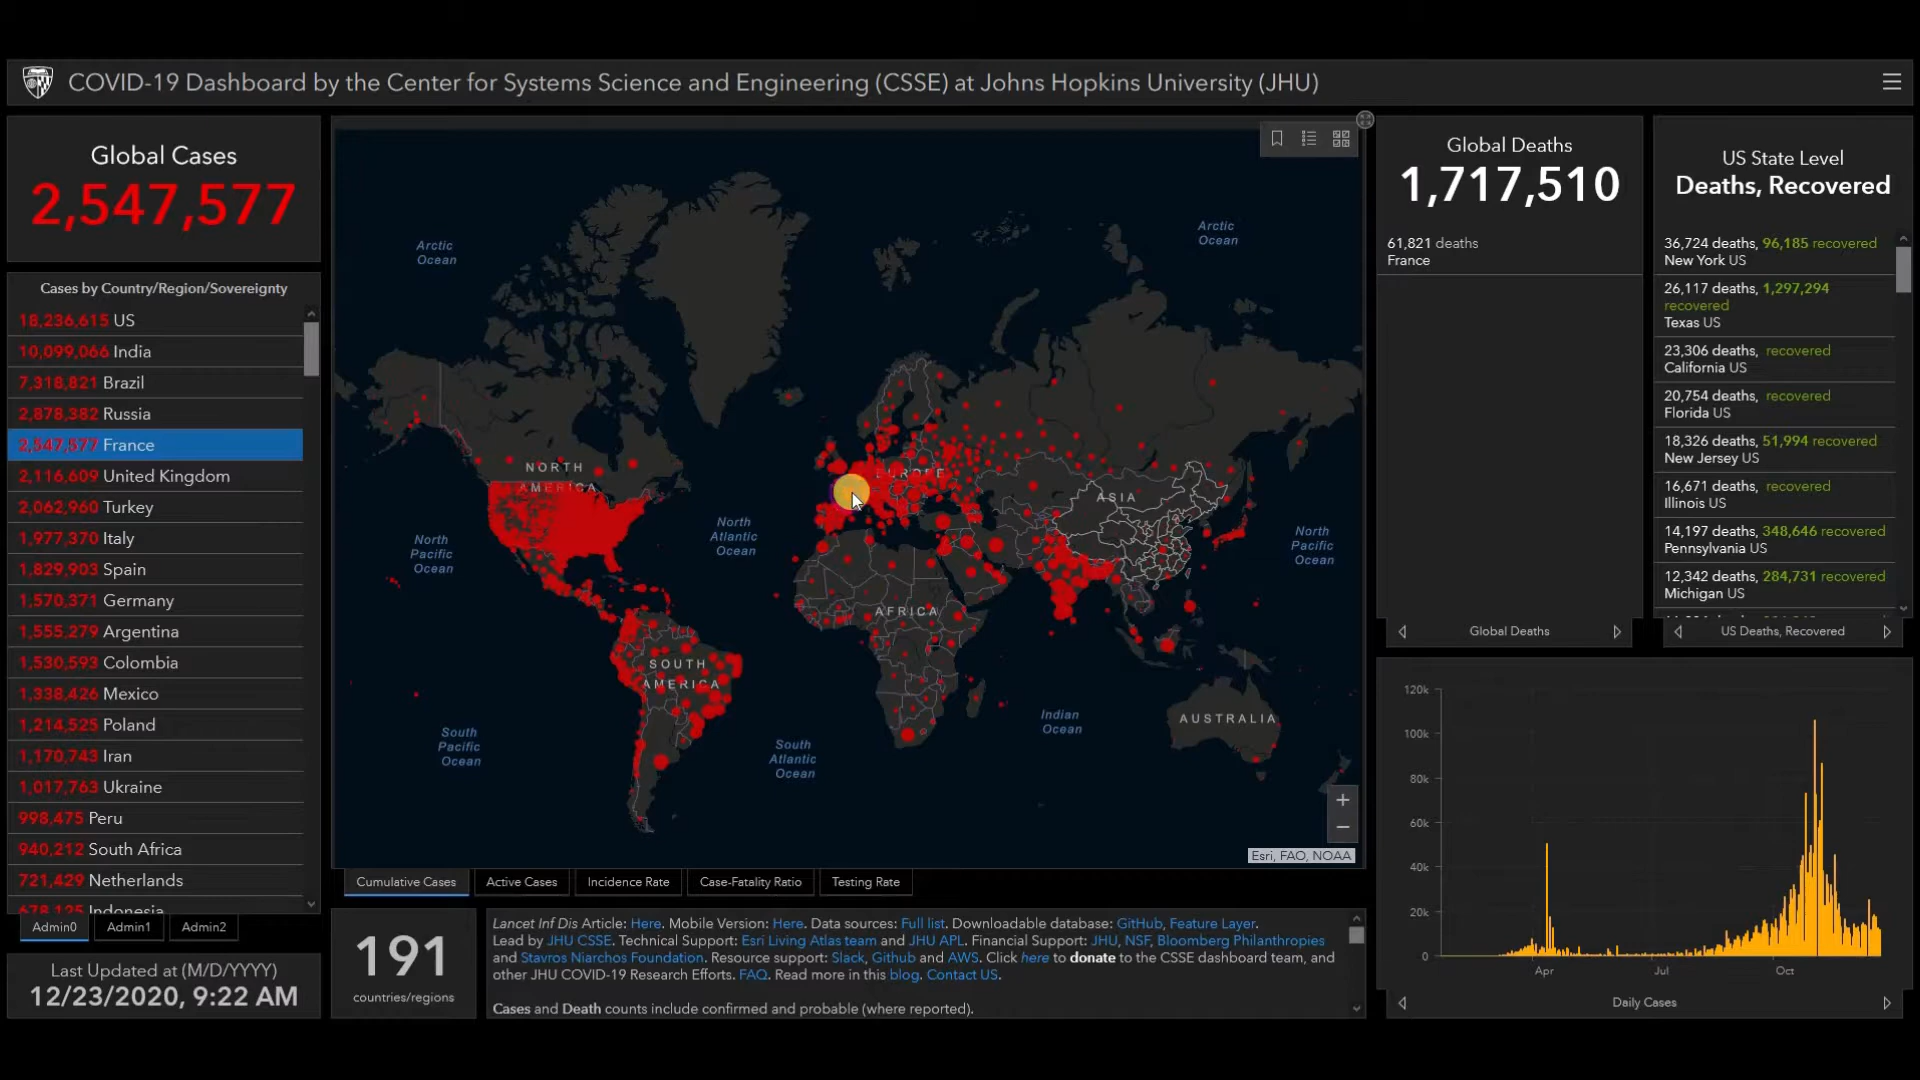 COVID-19 Dashboard by the Center for Systems Science and Engineering (CSSE) at Johns Hopkins University (JHU)
Global Cases
2,547,577
Cases by Country/Region/Sovereignty
18,236,615 US
10,099,066 India
7,318,821 Brazil
2,878,382 Russia
2,547,577 France
2,116,609 United Kingdom
2,062,960 Turkey
1,977,370 Italy
1,829,903 Spain
1,570,371 Germany
1,555,279 Argentina
1,530,593 Colombia
1,338,426 Mexico
1,214,525 Poland
1,170,743 Iran
1,017,763 Ukraine
998,475 Peru
940,212 South Africa
721,429 Netherlands
678,125 Indonesia
Admin0 Admin1 Admin2
Last Updated at (M/D/YYYY)
12/23/2020, 9:22 AM
Arctic
Ocean
Arctic
Ocean
NORTH
AMERICA
EUROPE
ASIA
North
Pacific
Ocean
North
Atlantic
Ocean
North
Pacific
Ocean
AFRICA
SOUTH
AMERICA
AUSTRALIA
Indian
Ocean
South
Pacific
Ocean
South
Atlantic
Ocean
+
−
Esri, FAO, NOAA
Cumulative Cases Active Cases Incidence Rate Case-Fatality Ratio Testing Rate
191
countries/regions
Lancet Inf Dis Article: Here. Mobile Version: Here. Data sources: Full list. Downloadable database: GitHub, Feature Layer.
Lead by JHU CSSE. Technical Support: Esri Living Atlas team and JHU APL. Financial Support: JHU, NSF, Bloomberg Philanthropies
and Stavros Niarchos Foundation. Resource support: Slack, Github and AWS. Click here to donate to the CSSE dashboard team, and
other JHU COVID-19 Research Efforts. FAQ. Read more in this blog. Contact US.
Cases and Death counts include confirmed and probable (where reported).
Global Deaths
1,717,510
61,821 deaths
France
Global Deaths
US State Level
Deaths, Recovered
36,724 deaths, 96,185 recovered
New York US
26,117 deaths, 1,297,294
recovered
Texas US
23,306 deaths, recovered
California US
20,754 deaths, recovered
Florida US
18,326 deaths, 51,994 recovered
New Jersey US
16,671 deaths, recovered
Illinois US
14,197 deaths, 348,646 recovered
Pennsylvania US
12,342 deaths, 284,731 recovered
Michigan US
US Deaths, Recovered
120k
100k
80k
60k
40k
20k
0
Apr Jul Oct
Daily Cases